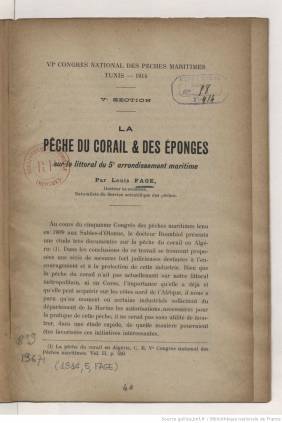 VIe CONGRÈS NATIONAL DES PÊCHES MARITIMES
TUNIS — 1914
Ve SECTION
LA
PÊCHE DU CORAIL & DES ÉPONGES
sur le littoral du 5e arrondissement maritime
Par Louis FAGE,
Docteur ès sciences,
Naturaliste du Service scientifique des pêches.
Au cours du cinquième Congrès des pêches maritimes tenu
en 1909 aux Sables-d'Olonne, le docteur Bounhiol présenta
une étude très documentée sur la pêche du corail en Algé-
rie (1). Dans les conclusions de ce travail se trouvent propo-
sées une série de mesures fort judicieuses destinées à l'en-
couragement et à la protection de cette industrie. Bien que
la pêche du corail n'ait pas actuellement sur notre littoral
métropolitain, ni en Corse, l'importance qu'elle a déjà et
qu'elle peut acquérir sur les côtes nord de l'Afrique, il nous a
paru qu'au moment où certains industriels sollicitent du
département de la Marine les autorisations nécessaires pour
la pratique de cette pêche, il ne serait pas sans utilité de in-
diquer, dans une étude rapide, de quelle manière pourraient
être favorisées ces initiatives intéressantes.
(1) La pêche du corail en Algérie, C. R. Ve Congrès national des
Pêches maritimes. Vol. II, p.
(1914, 5, FAGE)
Source gallica.bnf.fr / Bibliothèque nationale de France